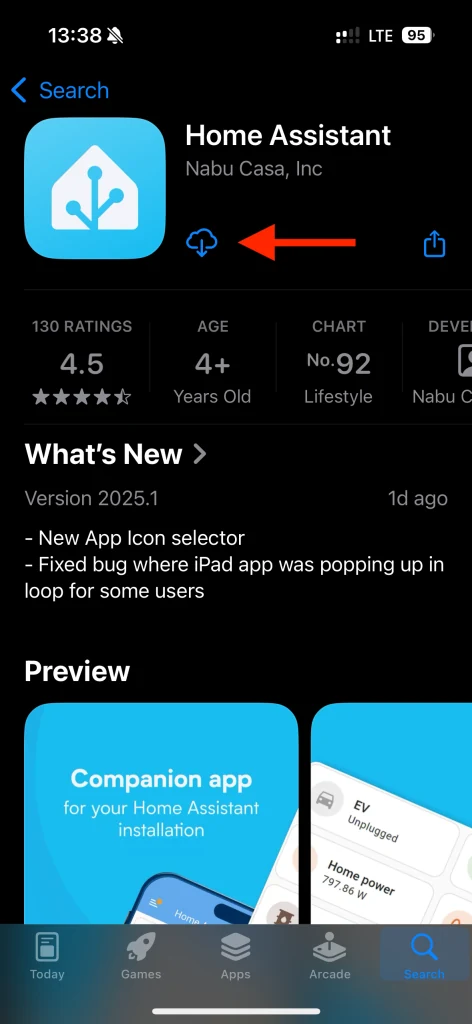 13:38
LTE
95
Search
Home Assistant
Nabu Casa, Inc
130 RATINGS
4.5
AGE
4+
Years Old
CHART
No.92
Lifestyle
DEVE
Nabu C
What's New
Version 2025.1
1d ago
- New App Icon selector
- Fixed bug where iPad app was popping up in
loop for some users
Preview
Companion app
for your Home Assistant
installation
Home A
EV
Unplugged
Home power
797.86 W
Today
Games
Apps
Arcade
Search